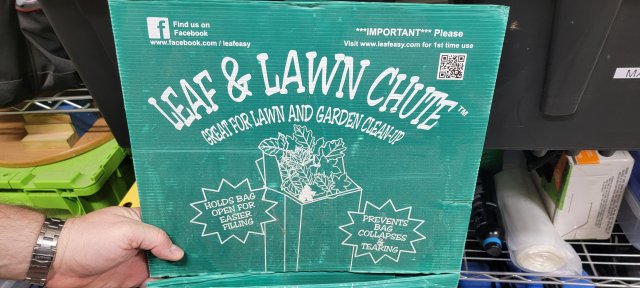 f
Find us on
Facebook
www.facebook.com / leafeasy
***IMPORTANT*** Please
Visit www.leafeasy.com for 1st time use
LEAF & LAWN CHUTE™
GREAT FOR LAWN AND GARDEN CLEAN-UP
HOLDS BAG
OPEN FOR
EASIER
FILLING
PREVENTS
BAG
COLLAPSES
&
TEARING
MA